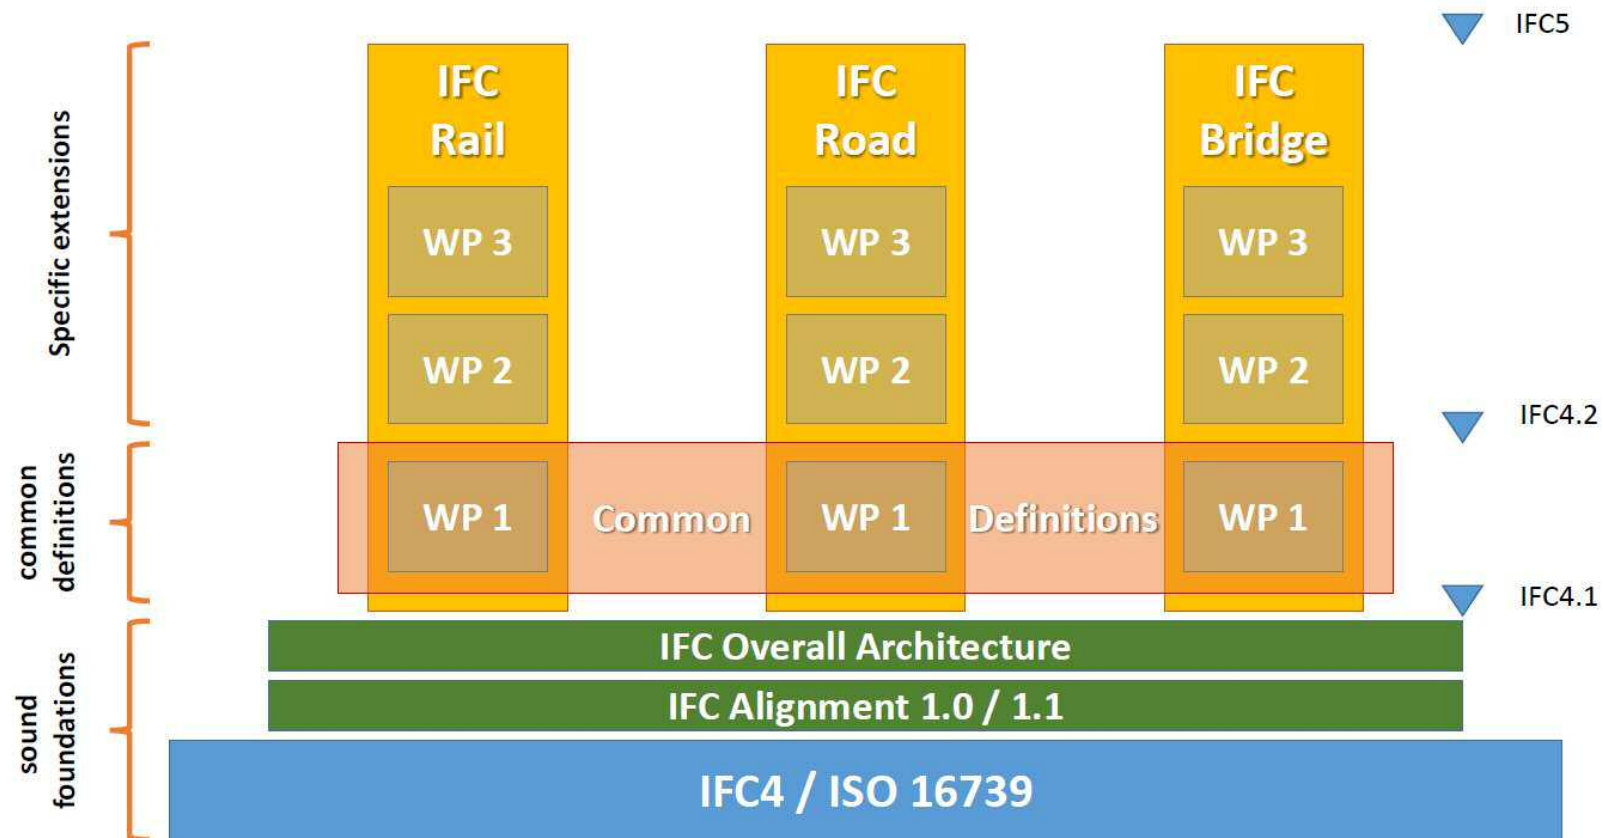 IFC5
IFC
Rail
IFC
Road
IFC
Bridge
Specific extensions
WP 3
WP 3
WP 3
WP 2
WP 2
WP 2
IFC4.2
common
definitions
WP 1
Common
WP 1
Definitions
WP 1
IFC4.1
sound
foundations
IFC Overall Architecture
IFC Alignment 1.0 / 1.1
IFC4 / ISO 16739